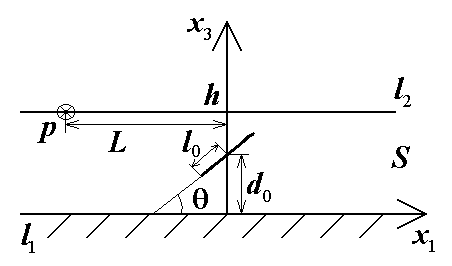 x₃
h
l₂
p
L
l₀
S
θ
d₀
l₁
x₁